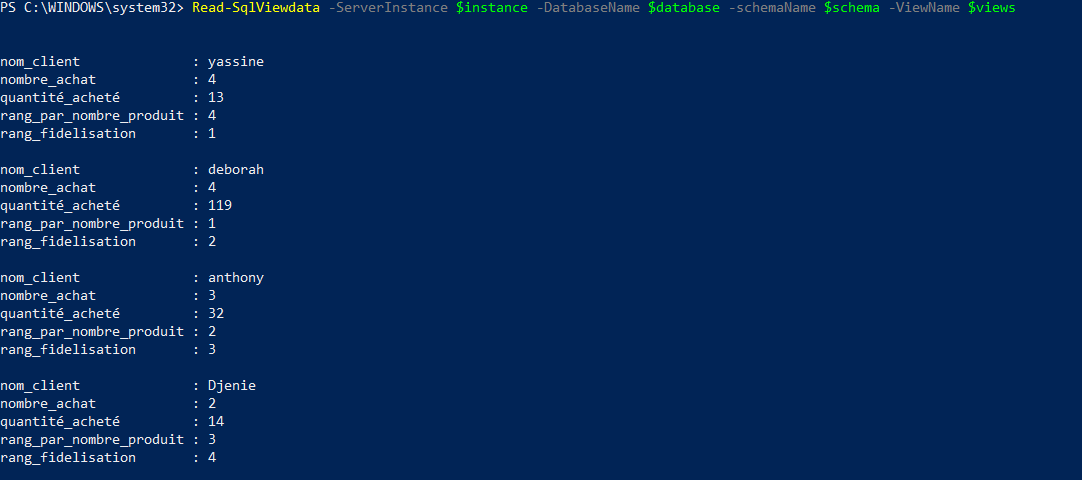 PS C:\WINDOWS\system32> Read-SqlViewdata -ServerInstance $instance -DatabaseName $database -schemaName $schema -ViewName $views
nom_client : yassine
nombre_achat : 4
quantité_acheté : 13
rang_par_nombre_produit : 4
rang_fidelisation : 1
nom_client : deborah
nombre_achat : 4
quantité_acheté : 119
rang_par_nombre_produit : 1
rang_fidelisation : 2
nom_client : anthony
nombre_achat : 3
quantité_acheté : 32
rang_par_nombre_produit : 2
rang_fidelisation : 3
nom_client : Djenie
nombre_achat : 2
quantité_acheté : 14
rang_par_nombre_produit : 3
rang_fidelisation : 4